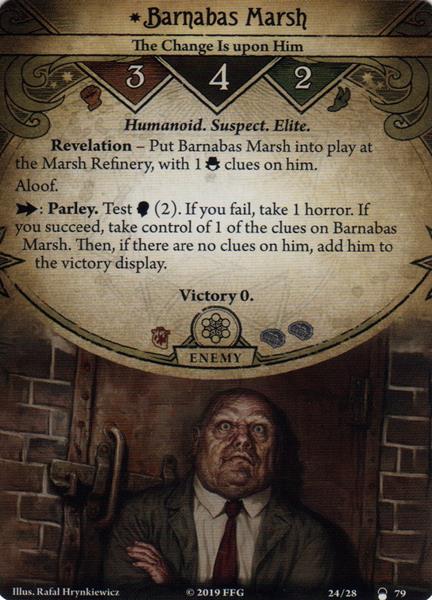 Barnabas Marsh
The Change Is upon Him
3 4 2
Humanoid. Suspect. Elite.
Revelation – Put Barnabas Marsh into play at
the Marsh Refinery, with 1 clues on him.
Aloof.
: Parley. Test (2). If you fail, take 1 horror. If
you succeed, take control of 1 of the clues on Barnabas
Marsh. Then, if there are no clues on him, add him to
the victory display.
Victory 0.
ENEMY
Illus. Rafał Hrynkiewicz © 2019 FFG 24/28 79